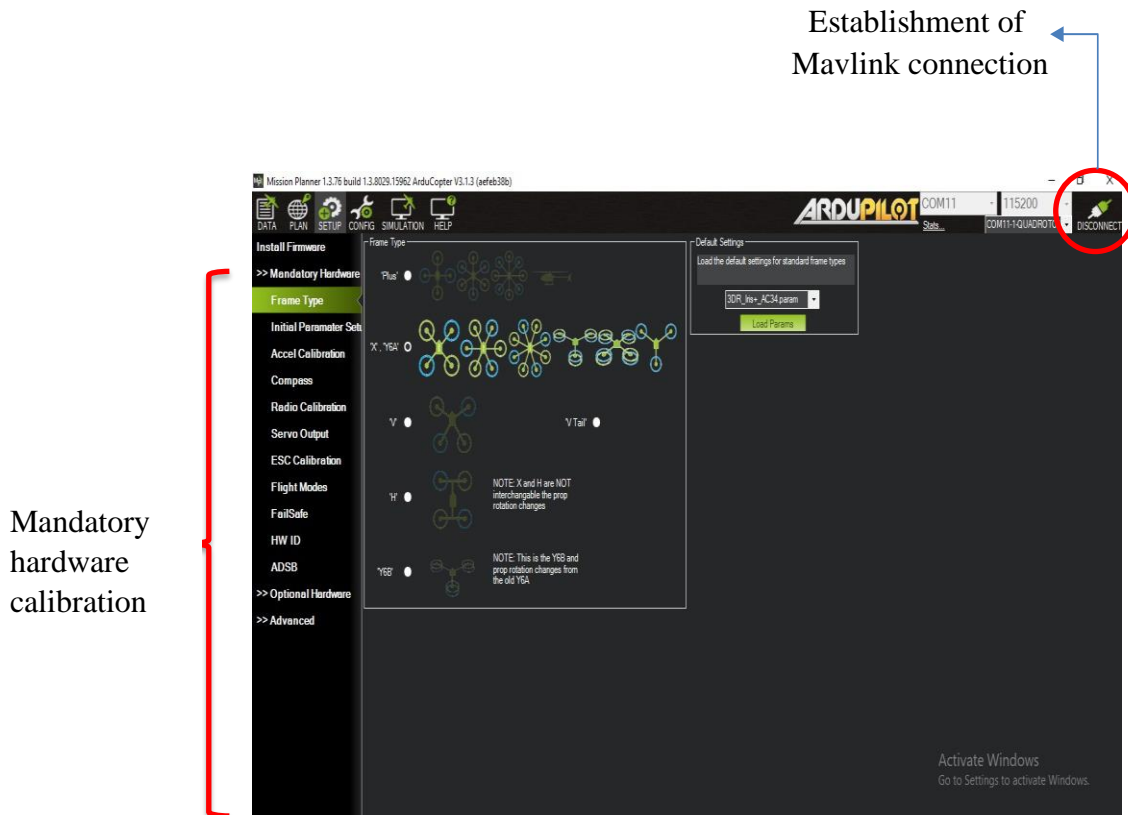 Establishment of
Mavlink connection
Mission Planner 1.3.76 build 1.3.8029.15962 ArduCopter V3.1.3 (aefeb38b)
DATA PLAN SETUP CONFIG SIMULATION HELP
ARDUPILOT
COM11 115200
Stats... COM11-1-QUADROTO DISCONNECT
Install Firmware
>> Mandatory Hardware
Frame Type
Initial Paramater Setu
Accel Calibration
Compass
Radio Calibration
Servo Output
ESC Calibration
Flight Modes
FailSafe
HW ID
ADSB
>> Optional Hardware
>> Advanced
Frame Type
'Plus'
'X', 'Y6A'
'V' 'V Tail'
'H'
NOTE: X and H are NOT
interchangable the prop
rotation changes
'Y6B'
NOTE: This is the Y6B and
prop rotation changes from
the old Y6A
Default Settings
Load the default settings for standard frame types
3DR_Iris+_AC34.param
Load Params
Mandatory
hardware
calibration
Activate Windows
Go to Settings to activate Windows.